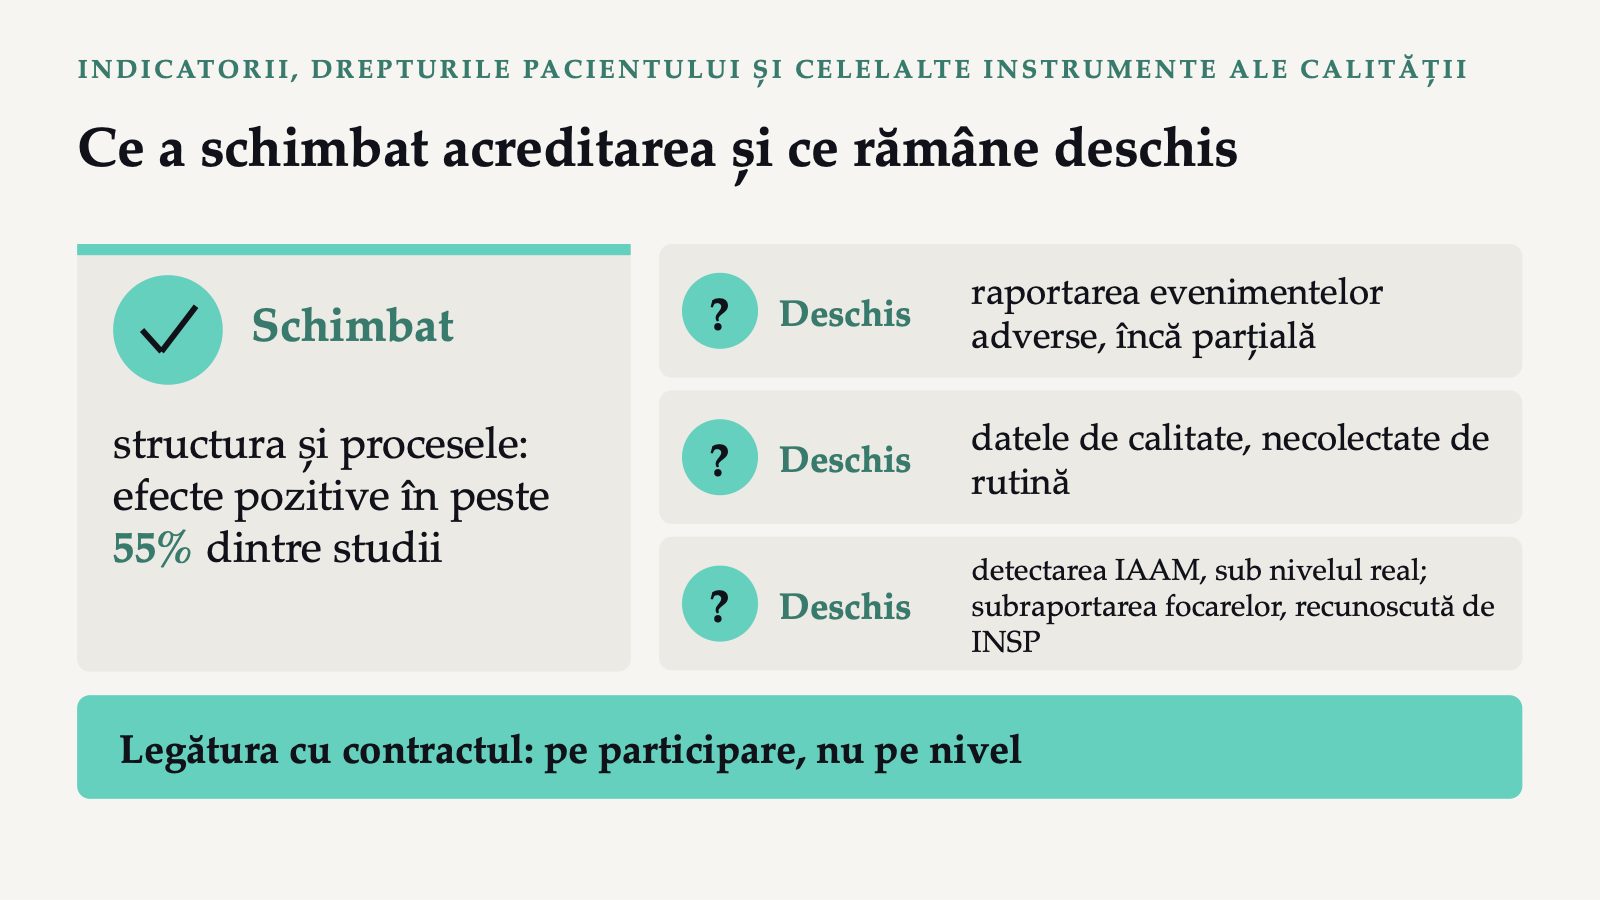 INDICATORII, DREPTURILE PACIENTULUI ȘI CELELALTE INSTRUMENTE ALE CALITĂȚII
Ce a schimbat acreditarea și ce rămâne deschis
Schimbat
structura și procesele:
efecte pozitive în peste
55% dintre studii
?
Deschis
raportarea evenimentelor
adverse, încă parțială
?
Deschis
datele de calitate, necolectate de
rutină
?
Deschis
detectarea IAAM, sub nivelul real;
subraportarea focarelor, recunoscută de
INSP
Legătura cu contractul: pe participare, nu pe nivel